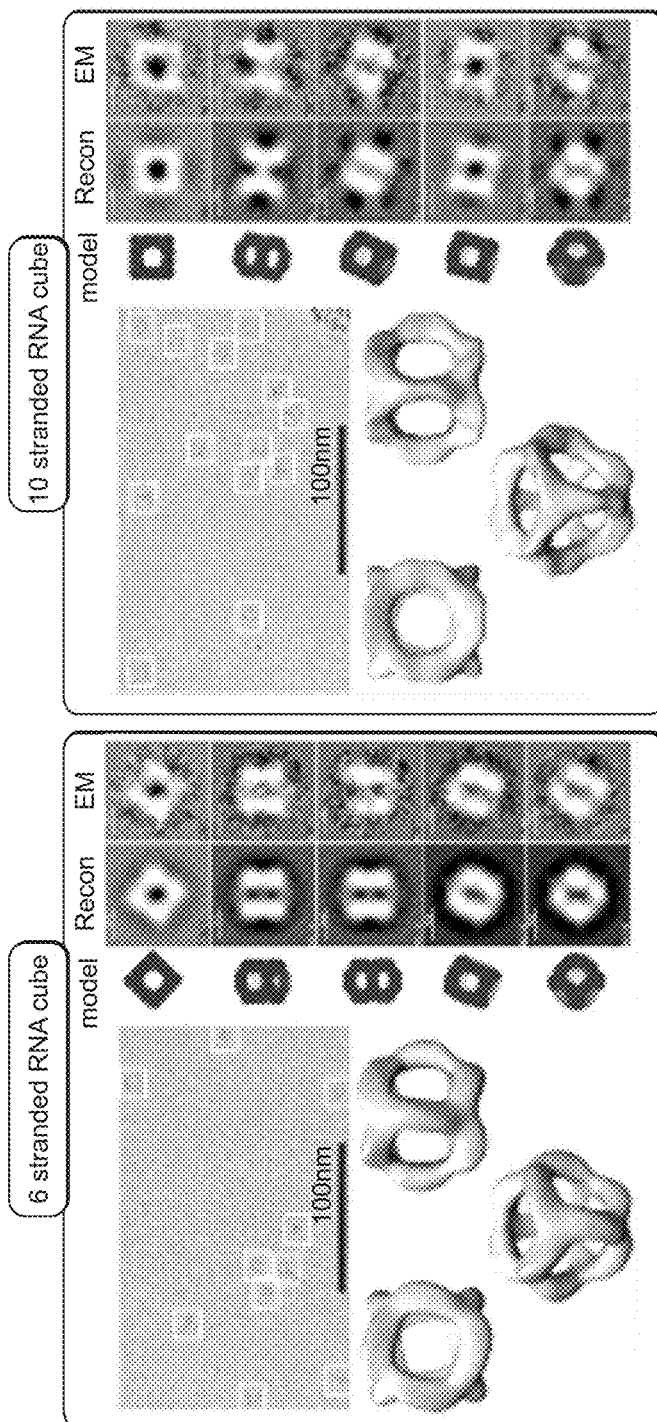 6 stranded RNA cube
model
Recon
EM
100nm
10 stranded RNA cube
model
Recon
EM
100nm